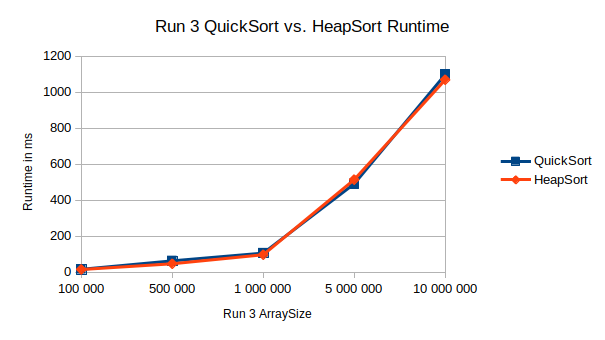 Run 3 QuickSort vs. HeapSort Runtime
1200
1000
800
600
400
200
0
Runtime in ms
100 000 500 000 1 000 000 5 000 000 10 000 000
Run 3 ArraySize
QuickSort
HeapSort